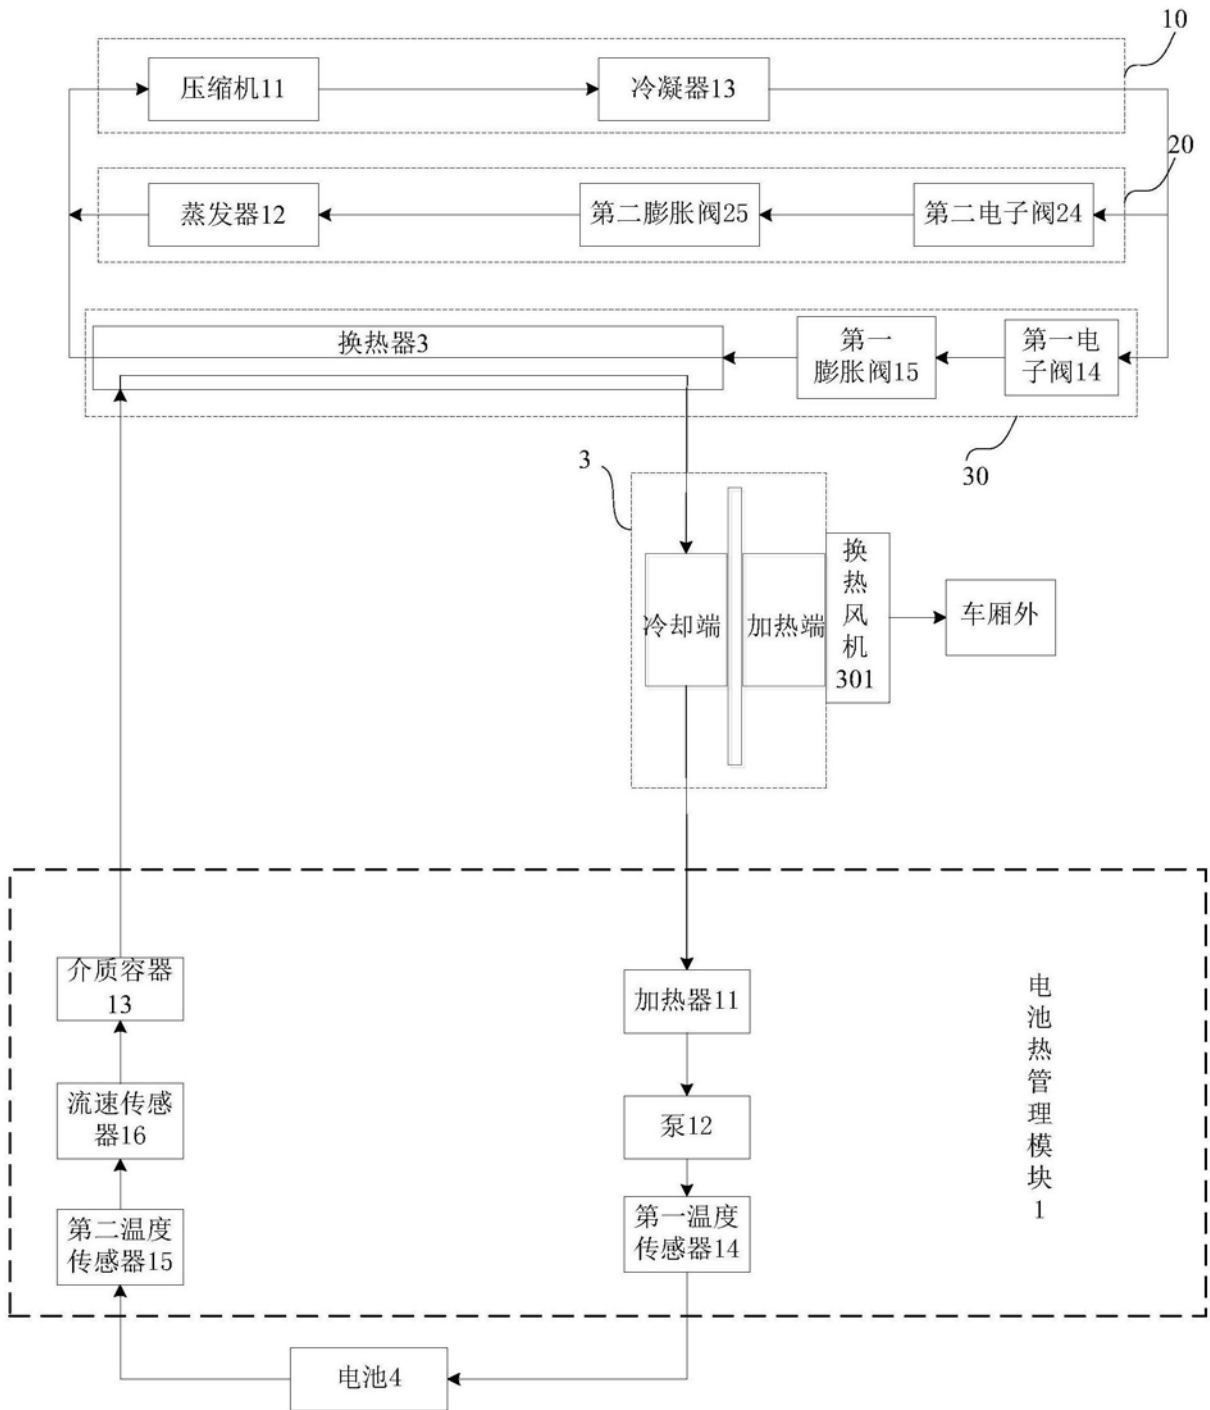 10
压缩机11
冷凝器13
20
蒸发器12
第二膨胀阀25
第二电子阀24
换热器3
第一
膨胀阀15
第一电
子阀14
30
3
冷却端
加热端
换
热
风
机
301
车厢外
介质容器
13
加热器11
电
池
热
管
理
模
块
1
流速传感
器16
泵12
第二温度
传感器15
第一温度
传感器14
电池4